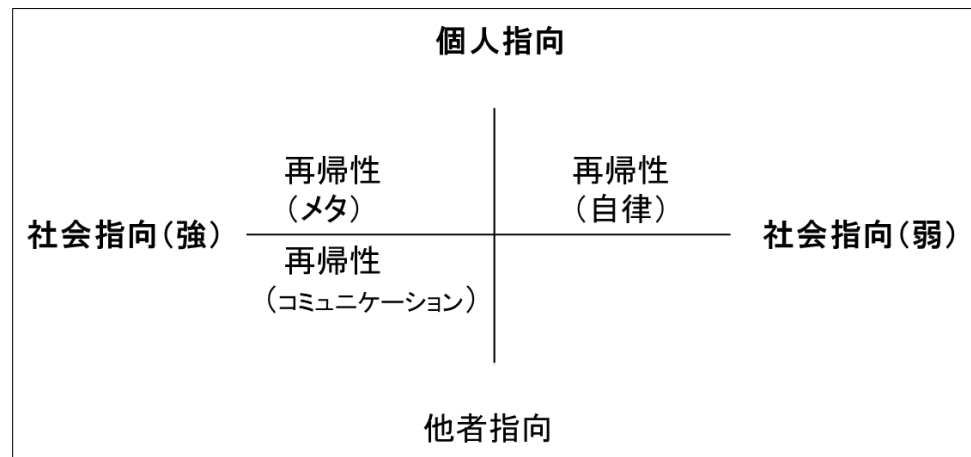 個人指向
再帰性
（メタ）
再帰性
（自律）
社会指向（強）
社会指向（弱）
再帰性
（コミュニケーション）
他者指向